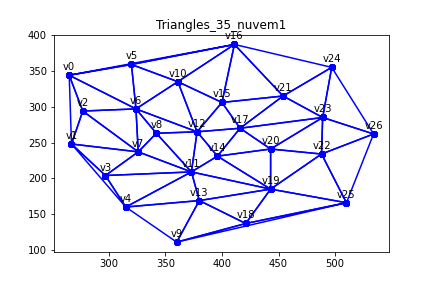 Triangles_35_nuvem1
400
350
300
250
200
150
100
300
350
400
450
500
v16
v5
v24
v0
v10
v21
v15
v2
v6
v23
v17
v12
v8
v26
v1
v7
v14
v20
v22
v3
v11
v19
v4
v13
v25
v18
v9